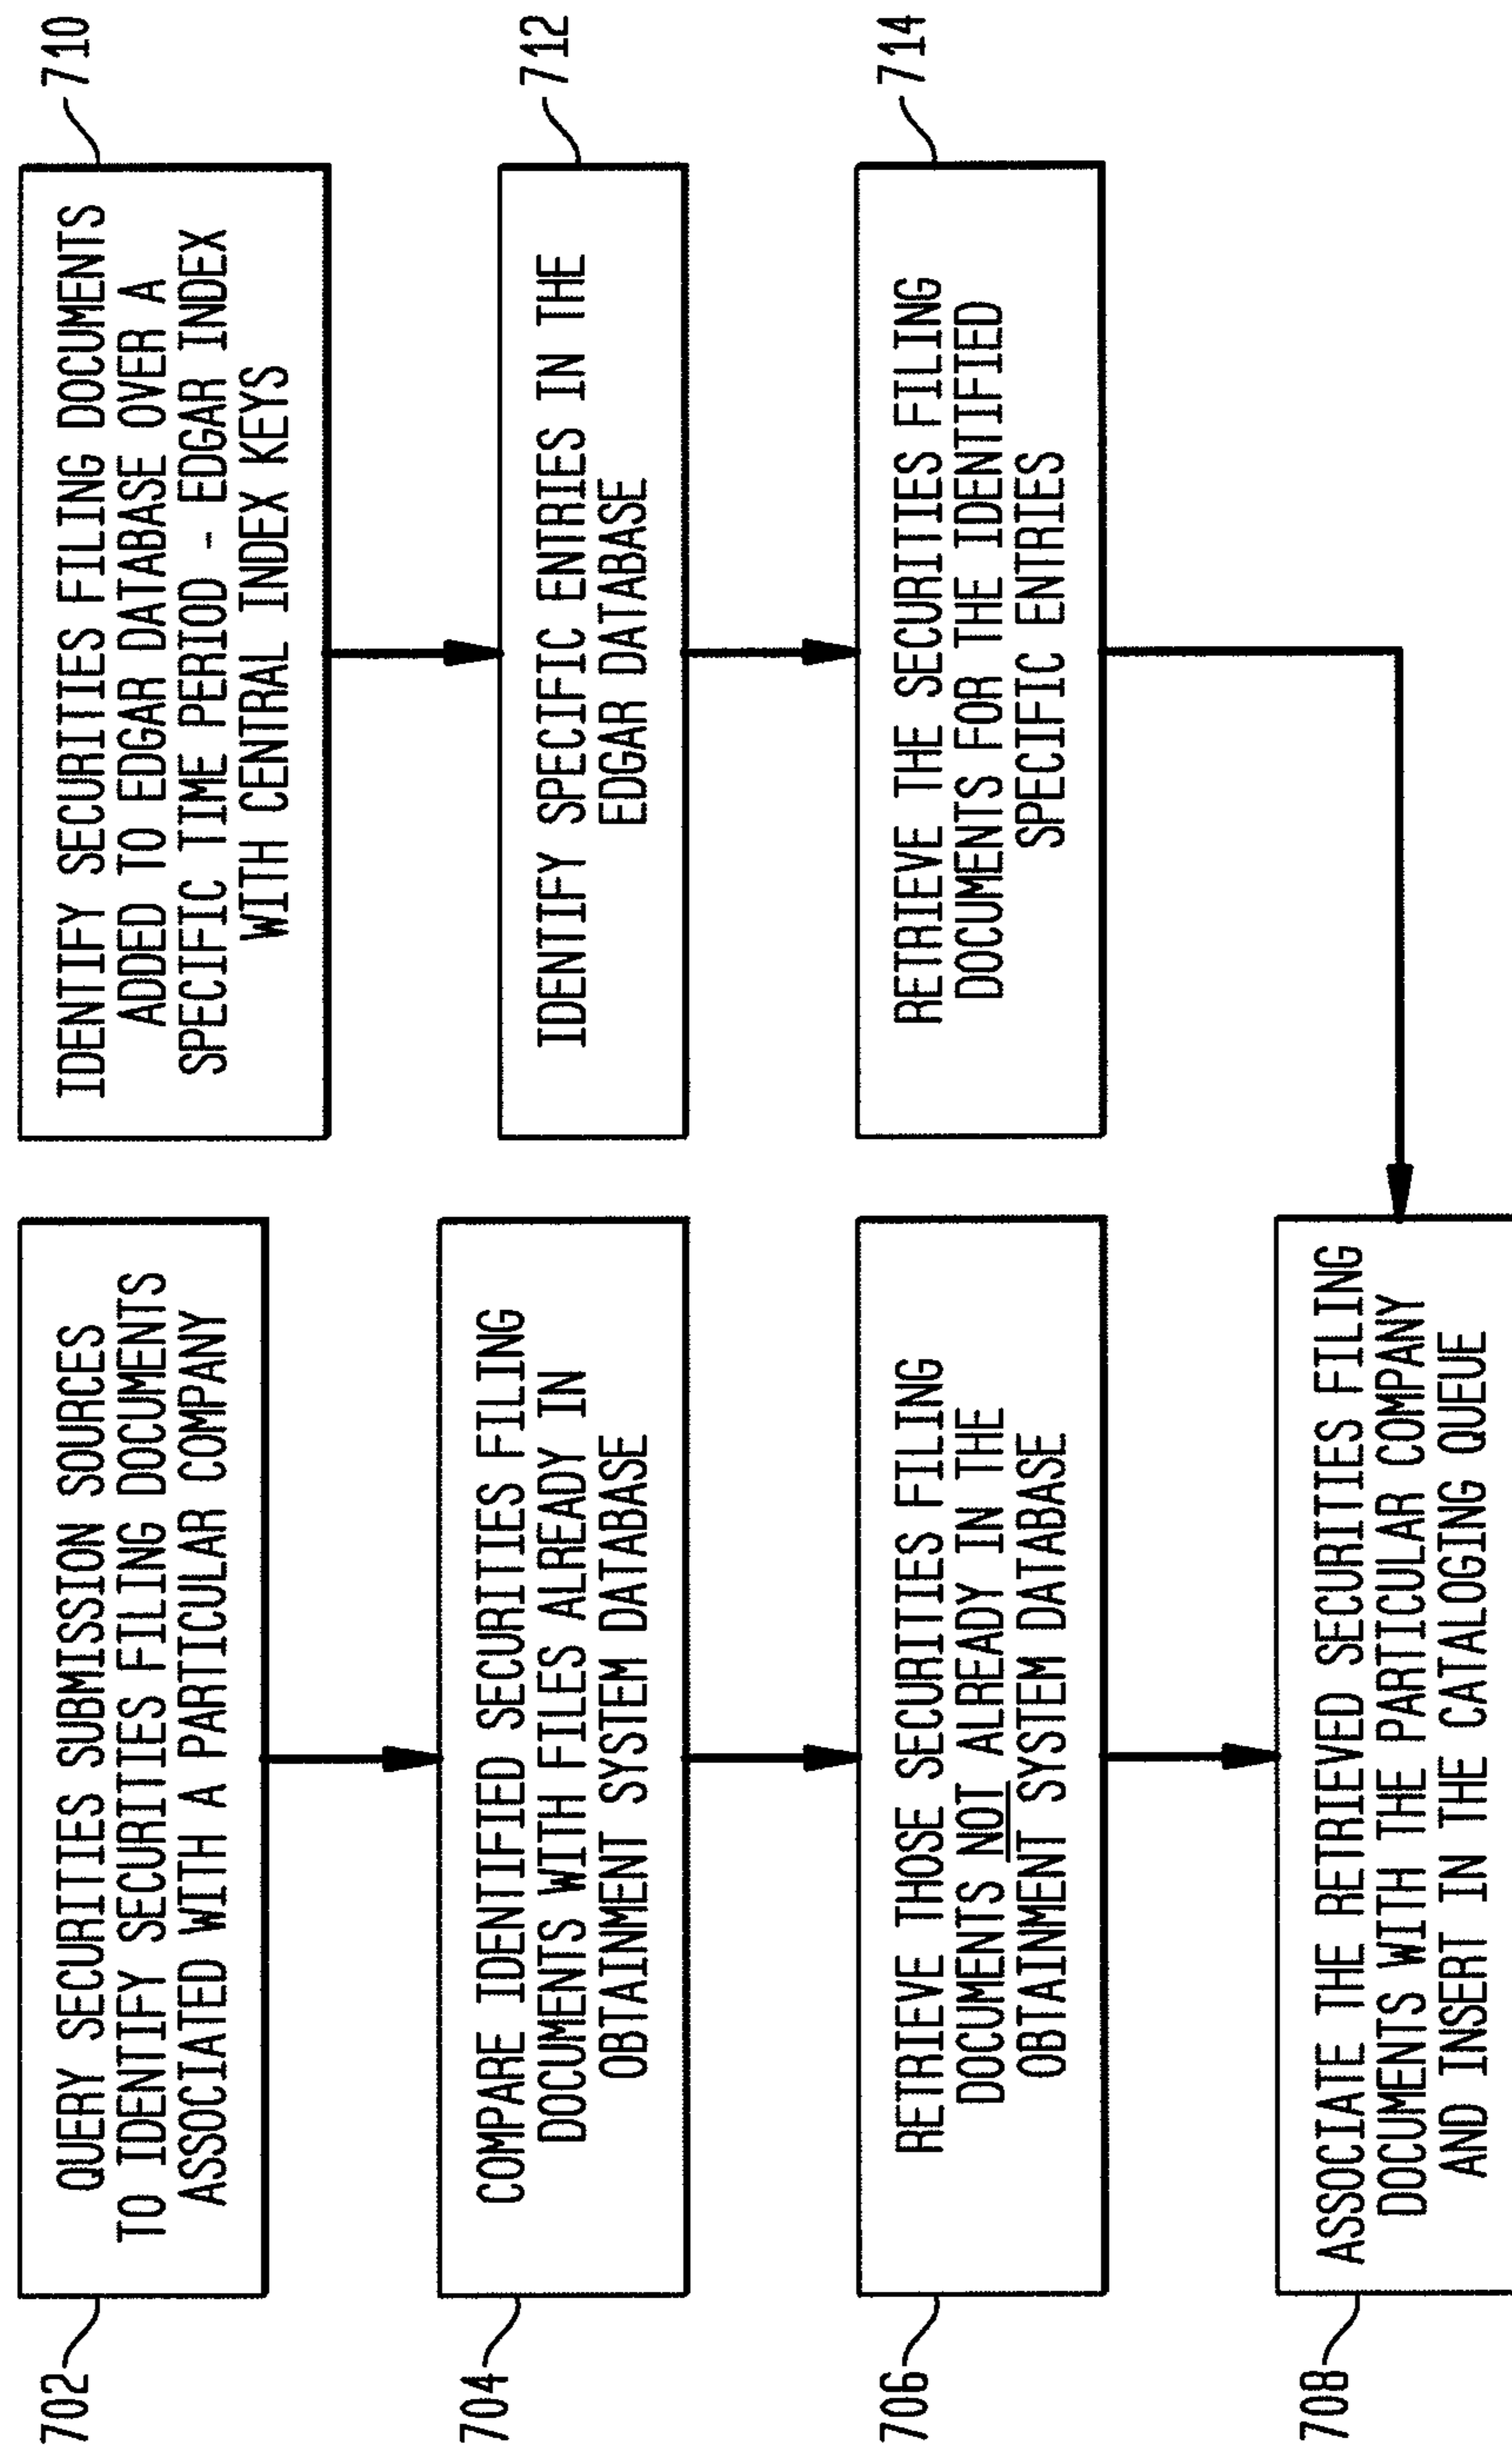 702
QUERY SECURITIES SUBMISSION SOURCES
TO IDENTIFY SECURITIES FILING DOCUMENTS
ASSOCIATED WITH A PARTICULAR COMPANY
704
COMPARE IDENTIFIED SECURITIES FILING
DOCUMENTS WITH FILES ALREADY IN
OBTAINMENT SYSTEM DATABASE
706
RETRIEVE THOSE SECURITIES FILING
DOCUMENTS NOT ALREADY IN THE
OBTAINMENT SYSTEM DATABASE
708
ASSOCIATE THE RETRIEVED SECURITIES FILING
DOCUMENTS WITH THE PARTICULAR COMPANY
AND INSERT IN THE CATALOGING QUEUE
710
IDENTIFY SECURITIES FILING DOCUMENTS
ADDED TO EDGAR DATABASE OVER A
SPECIFIC TIME PERIOD - EDGAR INDEX
WITH CENTRAL INDEX KEYS
712
IDENTIFY SPECIFIC ENTRIES IN THE
EDGAR DATABASE
714
RETRIEVE THE SECURITIES FILING
DOCUMENTS FOR THE IDENTIFIED
SPECIFIC ENTRIES